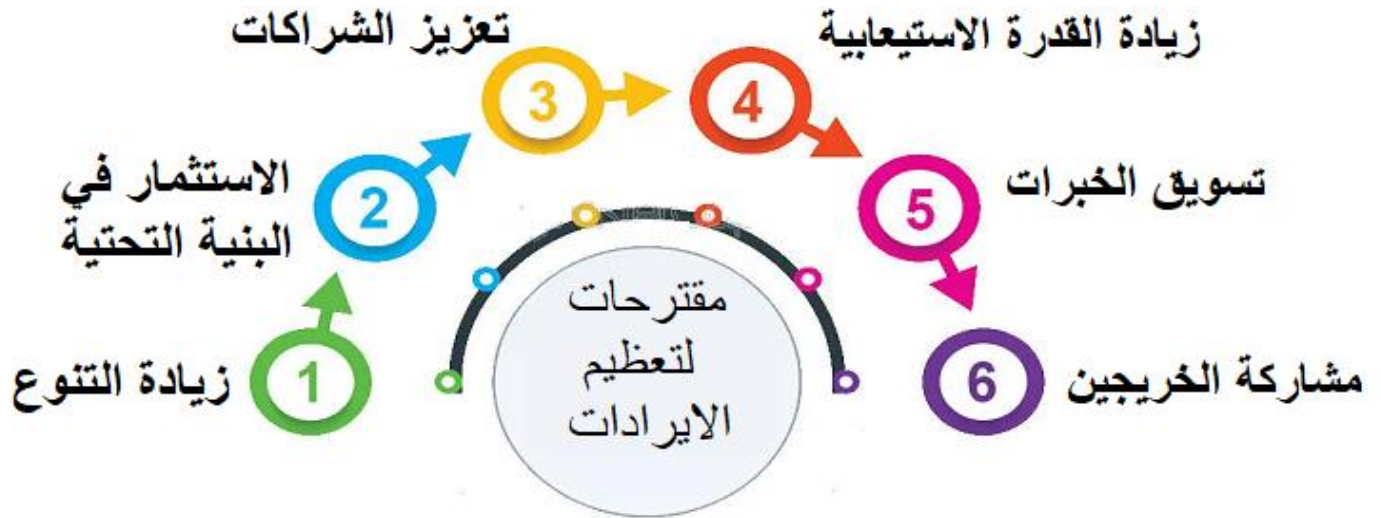 زيادة التنوع
1
الاستثمار في
البنية التحتية
2
تعزيز الشراكات
3
زيادة القدرة الاستيعابية
4
تسويق الخبرات
5
مشاركة الخريجين
6
مقترحات
لتعظيم
الايرادات